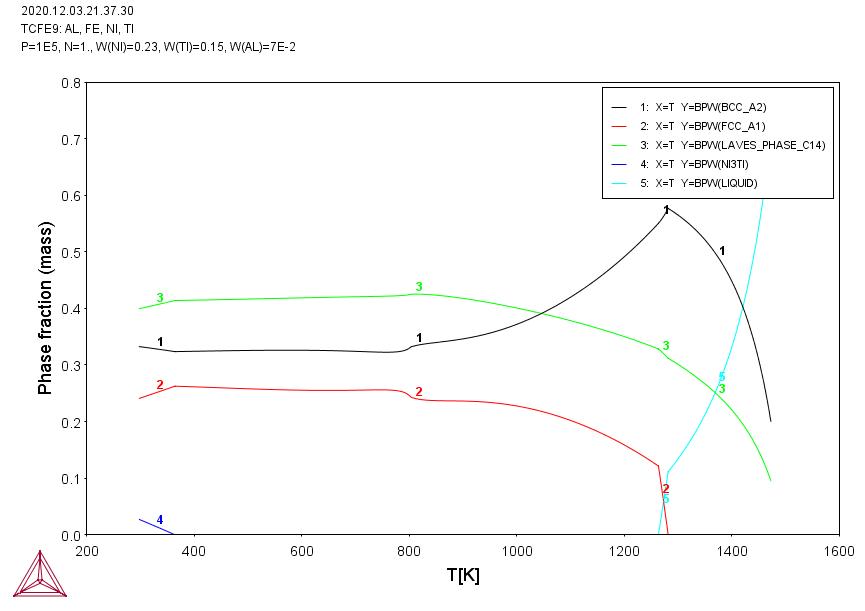 2020.12.03.21.37.30
TCFE9: AL, FE, NI, TI
P=1E5, N=1., W(NI)=0.23, W(TI)=0.15, W(AL)=7E-2
1: X=T Y=BPW(BCC_A2)
2: X=T Y=BPW(FCC_A1)
3: X=T Y=BPW(LAVES_PHASE_C14)
4: X=T Y=BPW(NI3TI)
5: X=T Y=BPW(LIQUID)
Phase fraction (mass)
0.8
0.7
0.6
0.5
0.4
0.3
0.2
0.1
0.0
3
1
2
4
3
1
2
1
3
2
5
1
5
3
200 400 600 800 1000 1200 1400 1600
T[K]